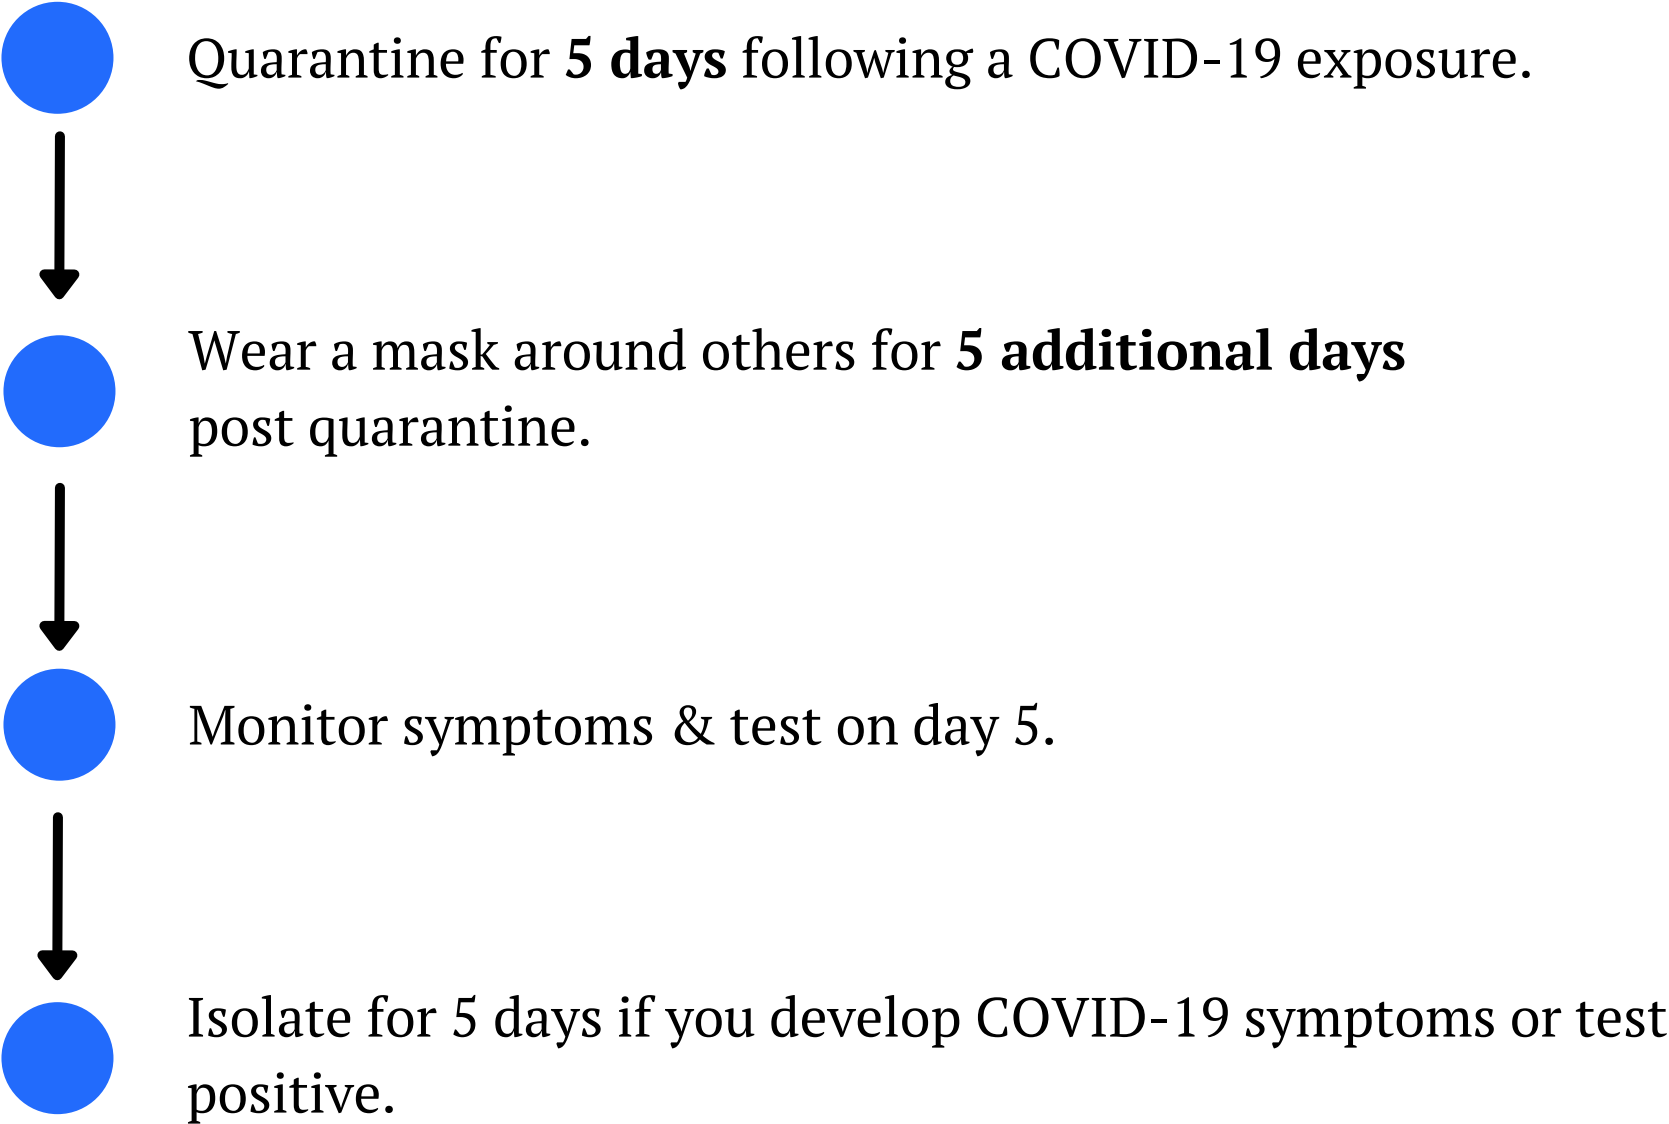 Quarantine for 5 days following a COVID-19 exposure.
Wear a mask around others for 5 additional days
post quarantine.
Monitor symptoms & test on day 5.
Isolate for 5 days if you develop COVID-19 symptoms or test
positive.